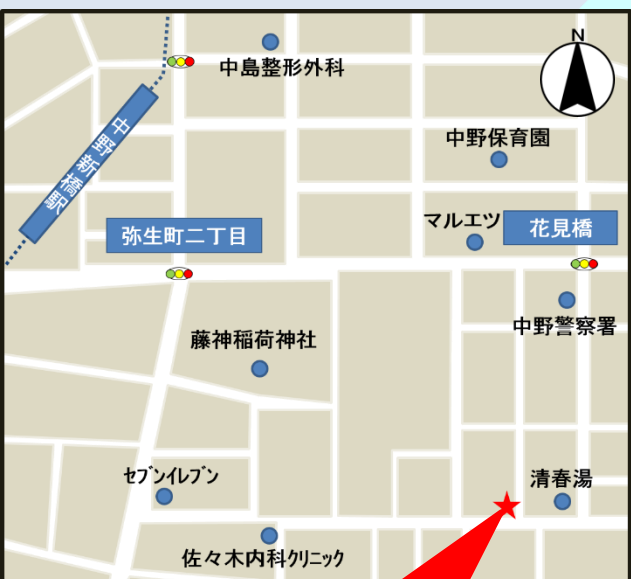 N
中島整形外科
中野新橋駅
中野保育園
マルエツ
花見橋
弥生町二丁目
中野警察署
藤神稲荷神社
ｾﾌﾞﾝｲﾚﾌﾞﾝ
清春湯
佐々木内科ｸﾘﾆｯｸ